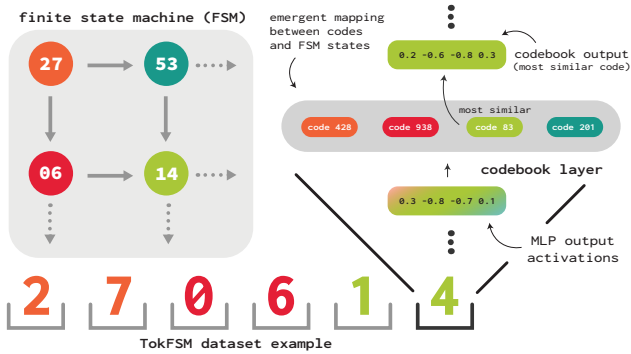 finite state machine (FSM)
27
53
06
14
emergent mapping
between codes
and FSM states
0.2 -0.6 -0.8 0.3
codebook output
(most similar code)
most similar
code 428
code 938
code 83
code 201
codebook layer
0.3 -0.8 -0.7 0.1
MLP output
activations
2 7 0 6 1 4
TokFSM dataset example